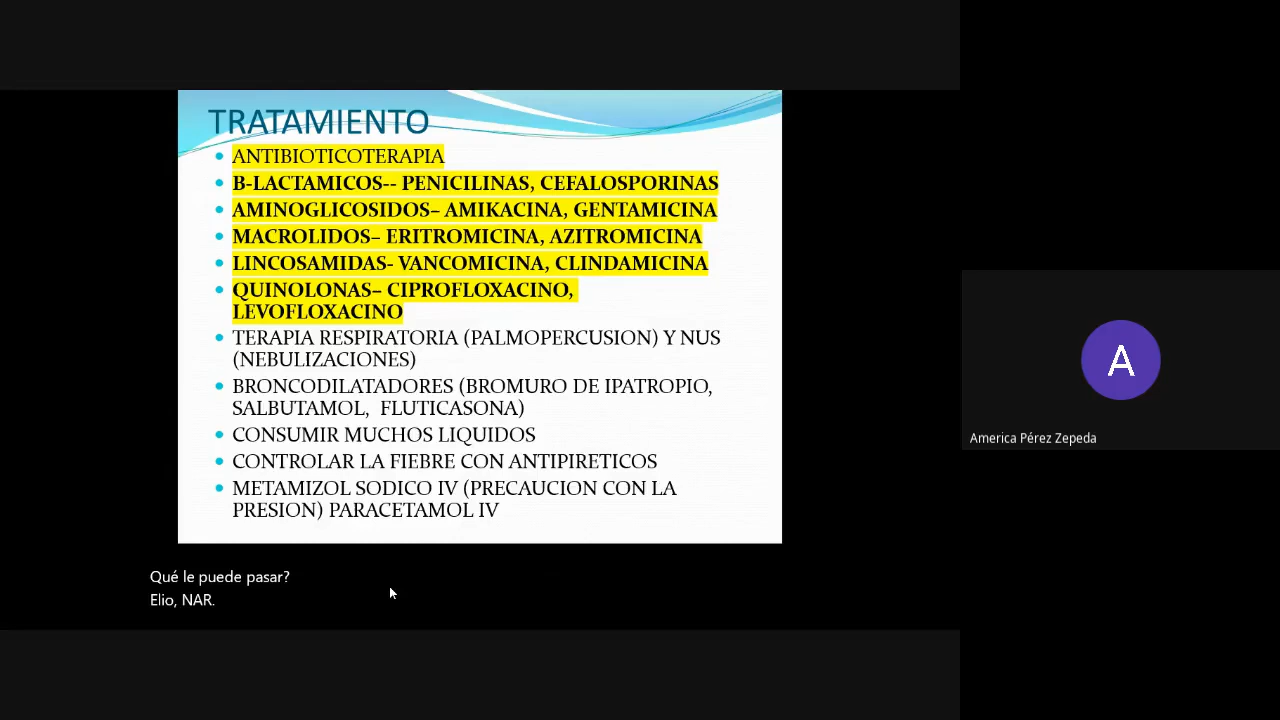 TRATAMIENTO
ANTIBIOTICOTERAPIA
B-LACTAMICOS-- PENICILINAS, CEFALOSPORINAS
AMINOGLICOSIDOS– AMIKACINA, GENTAMICINA
MACROLIDOS– ERITROMICINA, AZITROMICINA
LINCOSAMIDAS- VANCOMICINA, CLINDAMICINA
QUINOLONAS– CIPROFLOXACINO,
LEVOFLOXACINO
TERAPIA RESPIRATORIA (PALMOPERCUSION) Y NUS
(NEBULIZACIONES)
BRONCODILATADORES (BROMURO DE IPATROPIO,
SALBUTAMOL, FLUTICASONA)
CONSUMIR MUCHOS LIQUIDOS
CONTROLAR LA FIEBRE CON ANTIPIRETICOS
METAMIZOL SODICO IV (PRECAUCION CON LA
PRESION) PARACETAMOL IV
Qué le puede pasar?
Elio, NAR.
A
America Pérez Zepeda